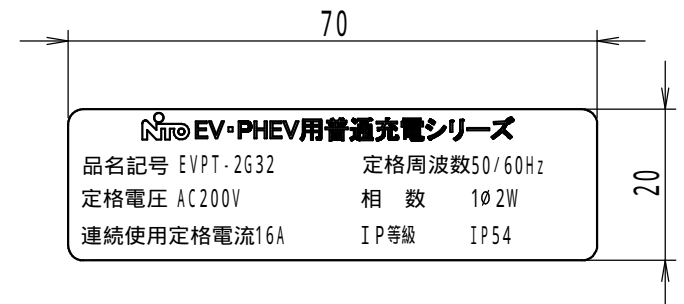 70
NITO EV・PHEV用普通充電シリーズ
品名記号 EVPT-2G32 定格周波数50/60Hz
定格電圧 AC200V 相 数 1φ2W
連続使用定格電流16A IP等級 IP54
20